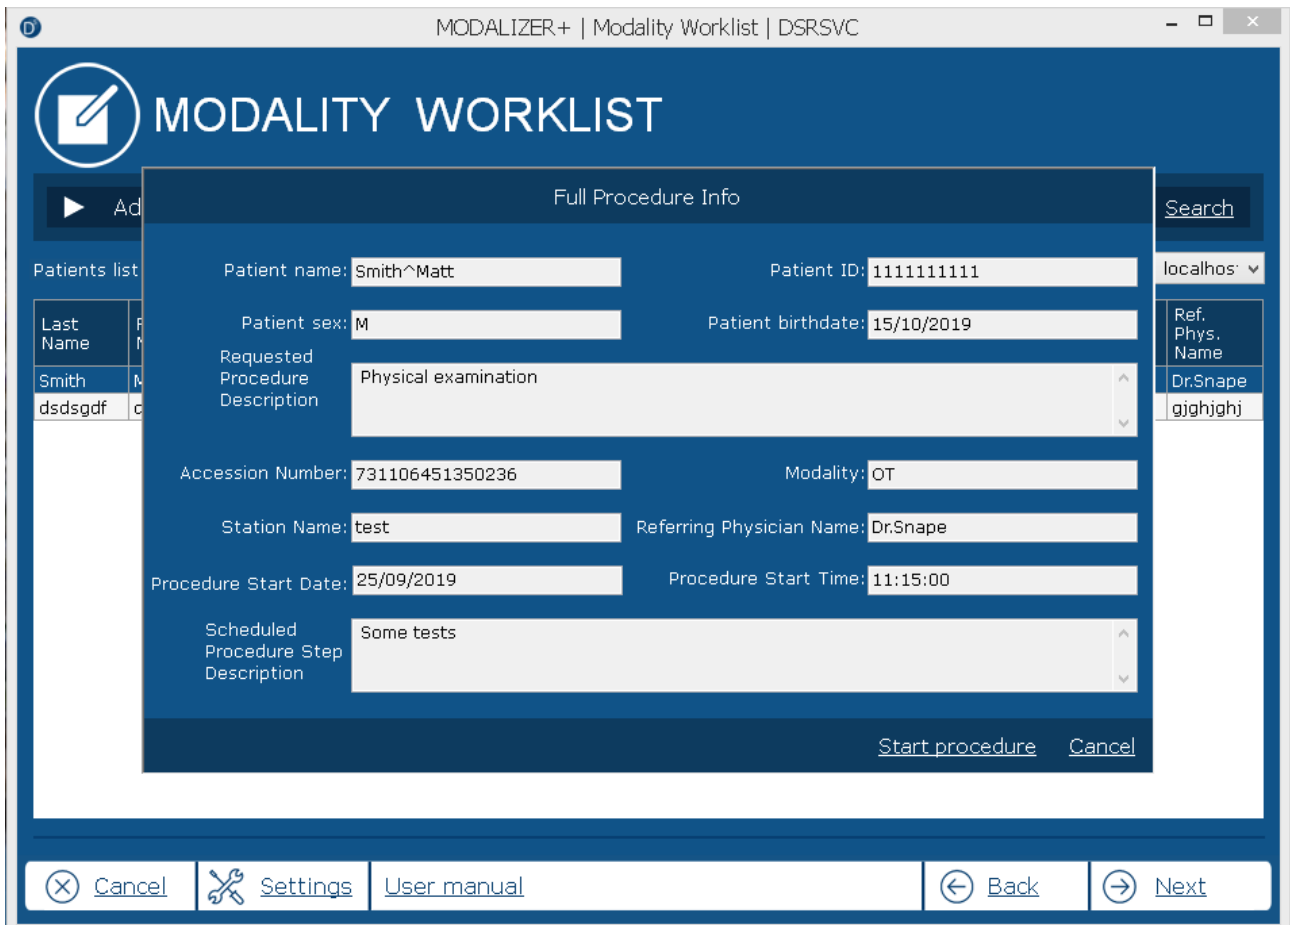 MODALIZER+ | Modality Worklist | DSRSVC
MODALITY WORKLIST
Ad
Search
Full Procedure Info
Patients list
localhos
Last Name
Ref. Phys. Name
Smith
Dr.Snape
dsdsgdf
gjghjghj
Patient name: Smith^Matt
Patient ID: 1111111111
Patient sex: M
Patient birthdate: 15/10/2019
Requested Procedure Description
Physical examination
Accession Number: 731106451350236
Modality: OT
Station Name: test
Referring Physician Name: Dr.Snape
Procedure Start Date: 25/09/2019
Procedure Start Time: 11:15:00
Scheduled Procedure Step Description
Some tests
Start procedure
Cancel
Cancel
Settings
User manual
Back
Next